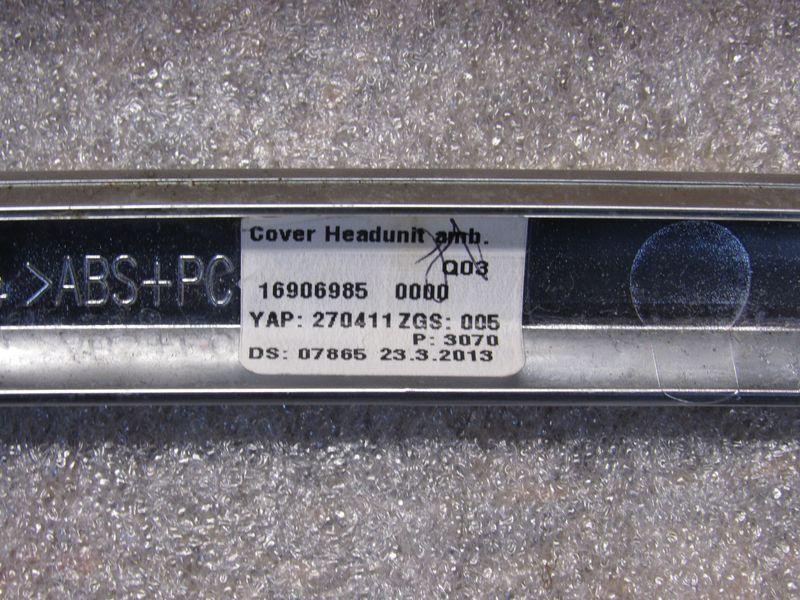 Cover Headunit amb.
Q03
>ABS+PC
16906985 0000
YAP: 270411 ZGS: 005
P: 3070
DS: 07865 23.3.2013